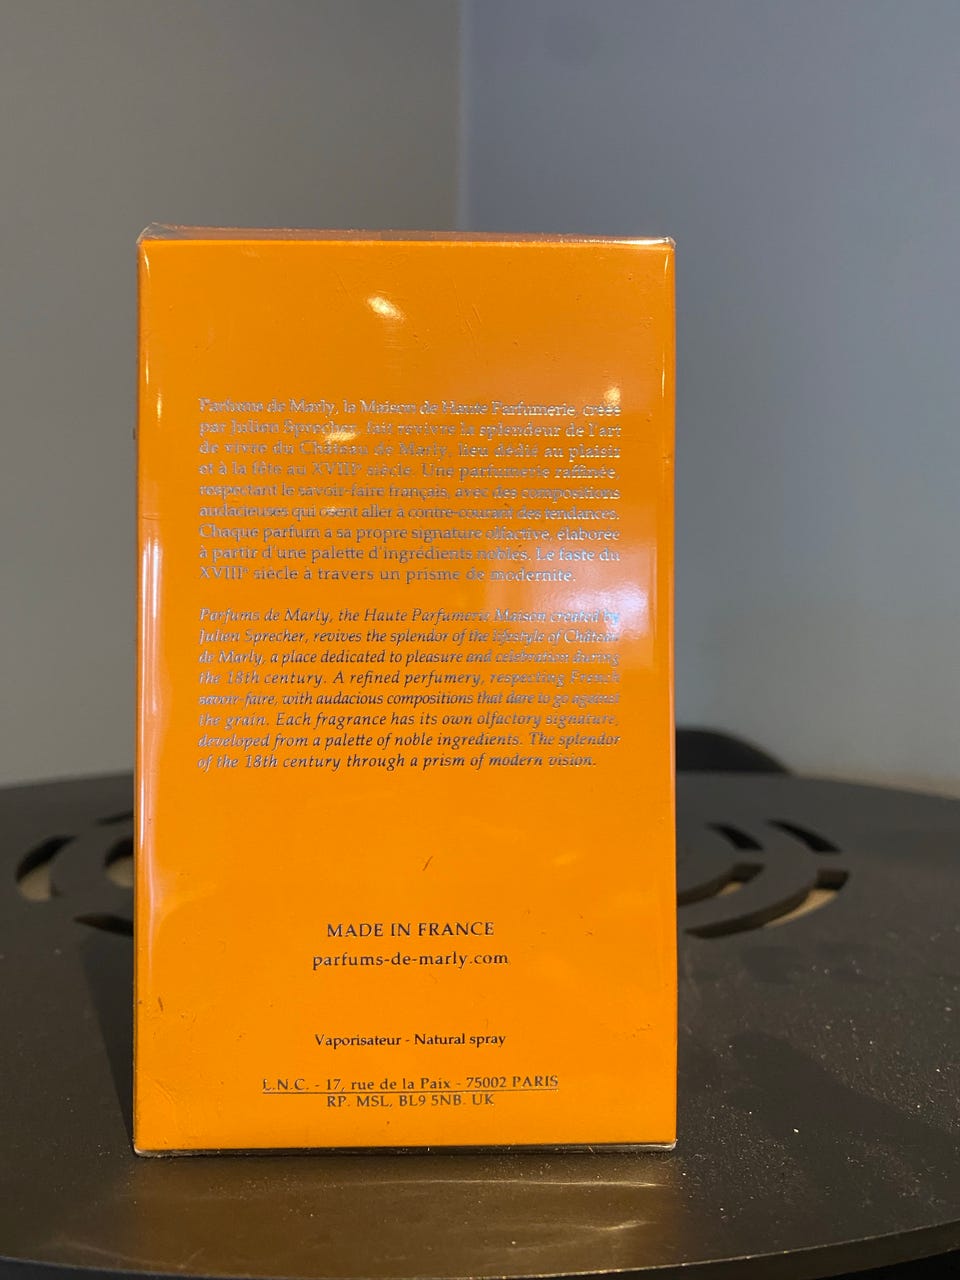 Parfums de Marly, la Maison de Haute Parfumerie, créée
par Julien Sprecher, fait revivre la splendeur de l'art
de vivre du Château de Marly, lieu dédié au plaisir
et à la fête au XVIIIe siècle. Une parfumerie raffinée,
respectant le savoir-faire français, avec des compositions
audacieuses qui osent aller à contre-courant des tendances.
Chaque parfum a sa propre signature olfactive, élaborée
à partir d'une palette d'ingrédients nobles. Le faste du
XVIIIe siècle à travers un prisme de modernité.
Parfums de Marly, the Haute Parfumerie Maison created by
Julien Sprecher, revives the splendor of the lifestyle of Château
de Marly, a place dedicated to pleasure and celebration during
the 18th century. A refined perfumery, respecting French
savoir-faire, with audacious compositions that dare to go against
the grain. Each fragrance has its own olfactory signature,
developed from a palette of noble ingredients. The splendor
of the 18th century through a prism of modern vision.
MADE IN FRANCE
parfums-de-marly.com
Vaporisateur - Natural spray
L.N.C. - 17, rue de la Paix - 75002 PARIS
RP. MSL, BL9 5NB. UK